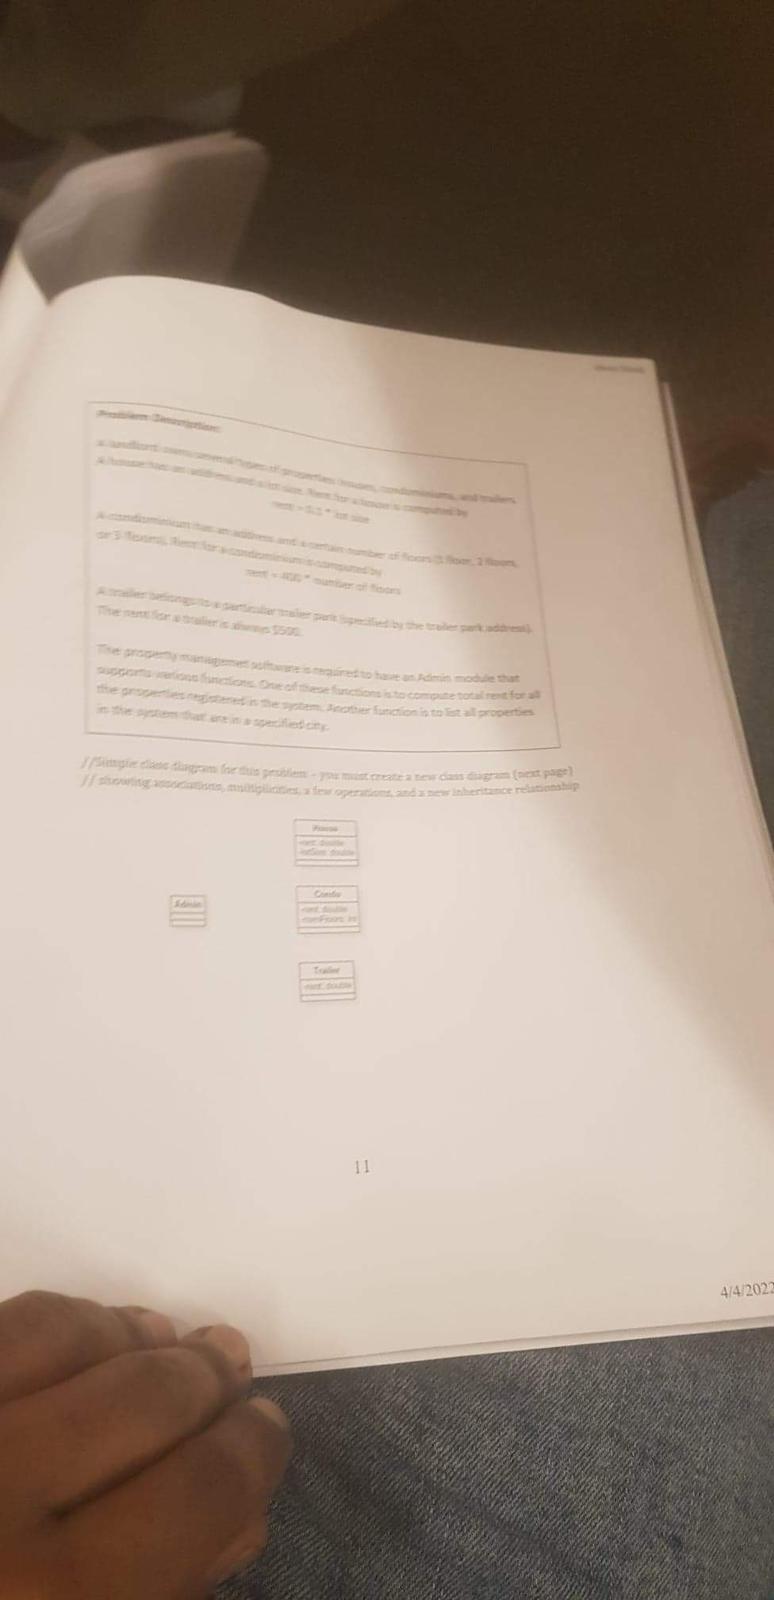 Problem Description:
A landlord owns several types of properties: houses, condominiums, and trailers.
A house has an address and a lot size. Rent for a house is computed by
rent = 0.1 * lot size
A condominium has an address and a certain number of floors (1 floor, 2 floors,
or 3 floors). Rent for a condominium is computed by
rent = 400 * number of floors
A trailer belongs to a particular trailer park (specified by the trailer park address).
The rent for a trailer is always $500.
The property managemet software is required to have an Admin module that
supports various functions. One of these functions is to compute total rent for all
the properties registered in the system. Another function is to list all properties
in the system that are in a specified city.
//Simple class diagram for this problem - you must create a new class diagram (next page)
// showing associations, multiplicities, a few operations, and a new inheritance relationship
House
-rent: double
-lotSize: double
Admin
Condo
-rent: double
-numFloors: int
Trailer
-rent: double
11
4/4/2022